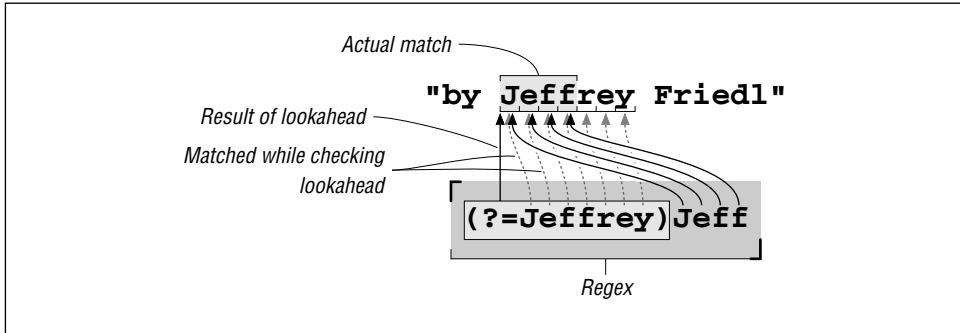 Actual match
"by Jeffrey Friedl"
Result of lookahead
Matched while checking
lookahead
(?=Jeffrey)Jeff
Regex